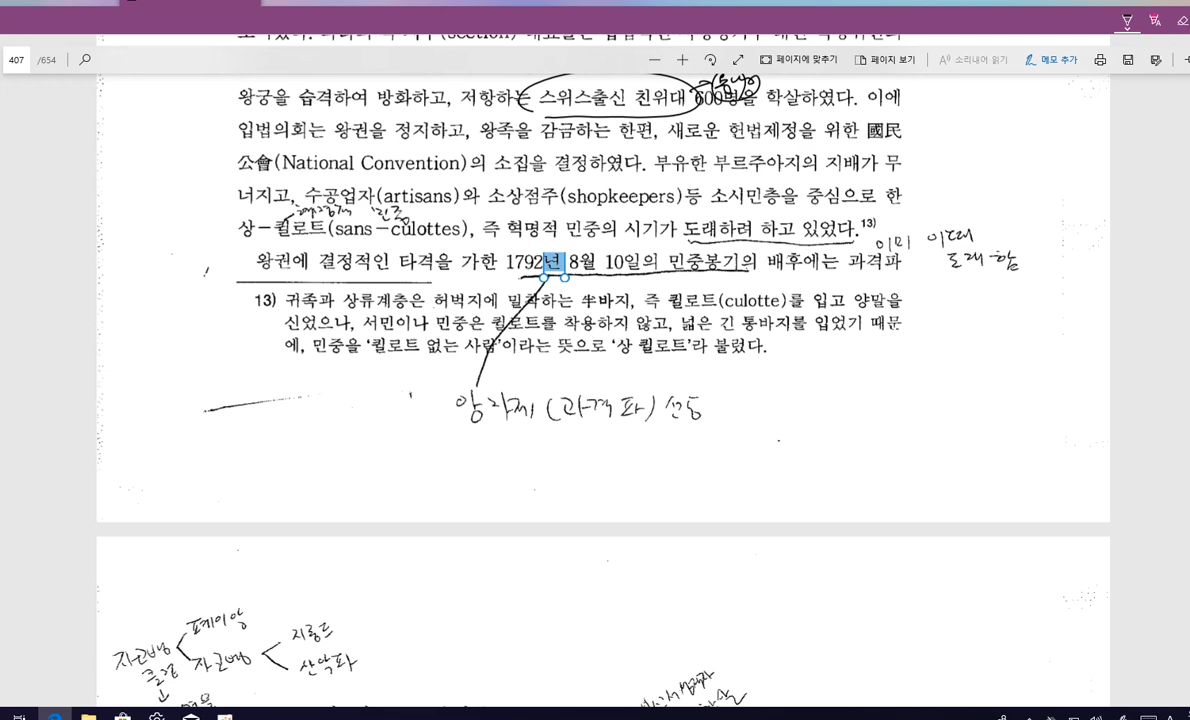 407 /654
페이지에 맞추기
페이지 보기
소리내어 읽기
메모 추가
왕궁을 습격하여 방화하고, 저항하는 스위스출신 친위대 600명을 학살하였다. 이에
입법의회는 왕권을 정지하고, 왕족을 감금하는 한편, 새로운 헌법제정을 위한 國民
公會(National Convention)의 소집을 결정하였다. 부유한 부르주아지의 지배가 무
너지고, 수공업자(artisans)와 소상점주(shopkeepers)등 소시민층을 중심으로 한
상-퀼로트(sans-culottes), 즉 혁명적 민중의 시기가 도래하려 하고 있었다.13)
이미 이때
도래함
왕권에 결정적인 타격을 가한 1792년 8월 10일의 민중봉기의 배후에는 과격파
13) 귀족과 상류계층은 허벅지에 밀착하는 半바지, 즉 퀼로트(culotte)를 입고 양말을
신었으나, 서민이나 민중은 퀼로트를 착용하지 않고, 넓은 긴 통바지를 입었기 때문
에, 민중을 '퀼로트 없는 사람'이라는 뜻으로 '상 퀼로트'라 불렀다.
앙라제 (과격파) 선동
푀이양
자코뱅
클럽
자코뱅
지롱드
산악파